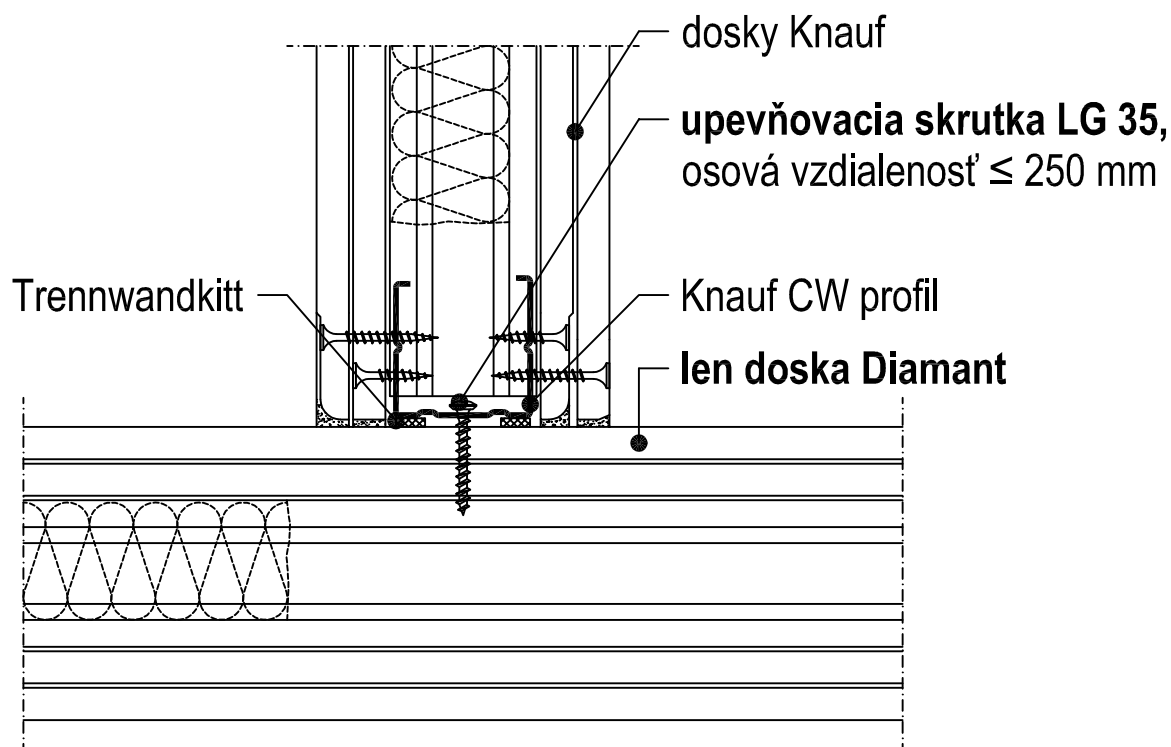 dosky Knauf
upevňovacia skrutka LG 35,
osová vzdialenosť ≤ 250 mm
Trennwandkitt
Knauf CW profil
len doska Diamant